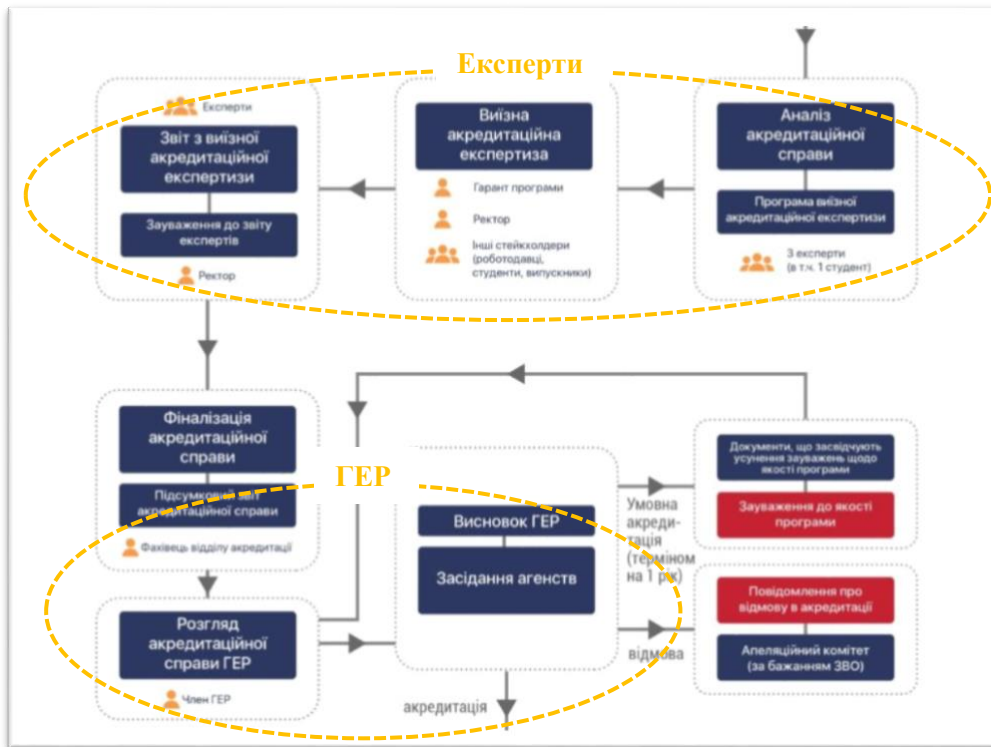 Експерти
Експерти
Звіт з виїзної
акредитаційної
експертизи
Зауваження до звіту
експертів
Ректор
Виїзна
акредитаційна
експертиза
Гарант програми
Ректор
Інші стейкхолдери
(роботодавці,
студенти, випускники)
Аналіз
акредитаційної
справи
Програма виїзної
акредитаційної експертизи
3 експерти
(в т.ч. 1 студент)
Фіналізація
акредитаційної
справи
Підсумковий звіт
акредитаційної справи
Фахівець відділу акредитації
ГЕР
Розгляд
акредитаційної
справи ГЕР
Член ГЕР
Висновок ГЕР
Засідання агенств
акредитація
Умовна
акреди-
тація
(терміном
на 1 рік)
відмова
Документи, що засвідчують
усунення зауважень щодо
якості програми
Зауваження до якості
програми
Повідомлення про
відмову в акредитації
Апеляційний комітет
(за бажанням ЗВО)